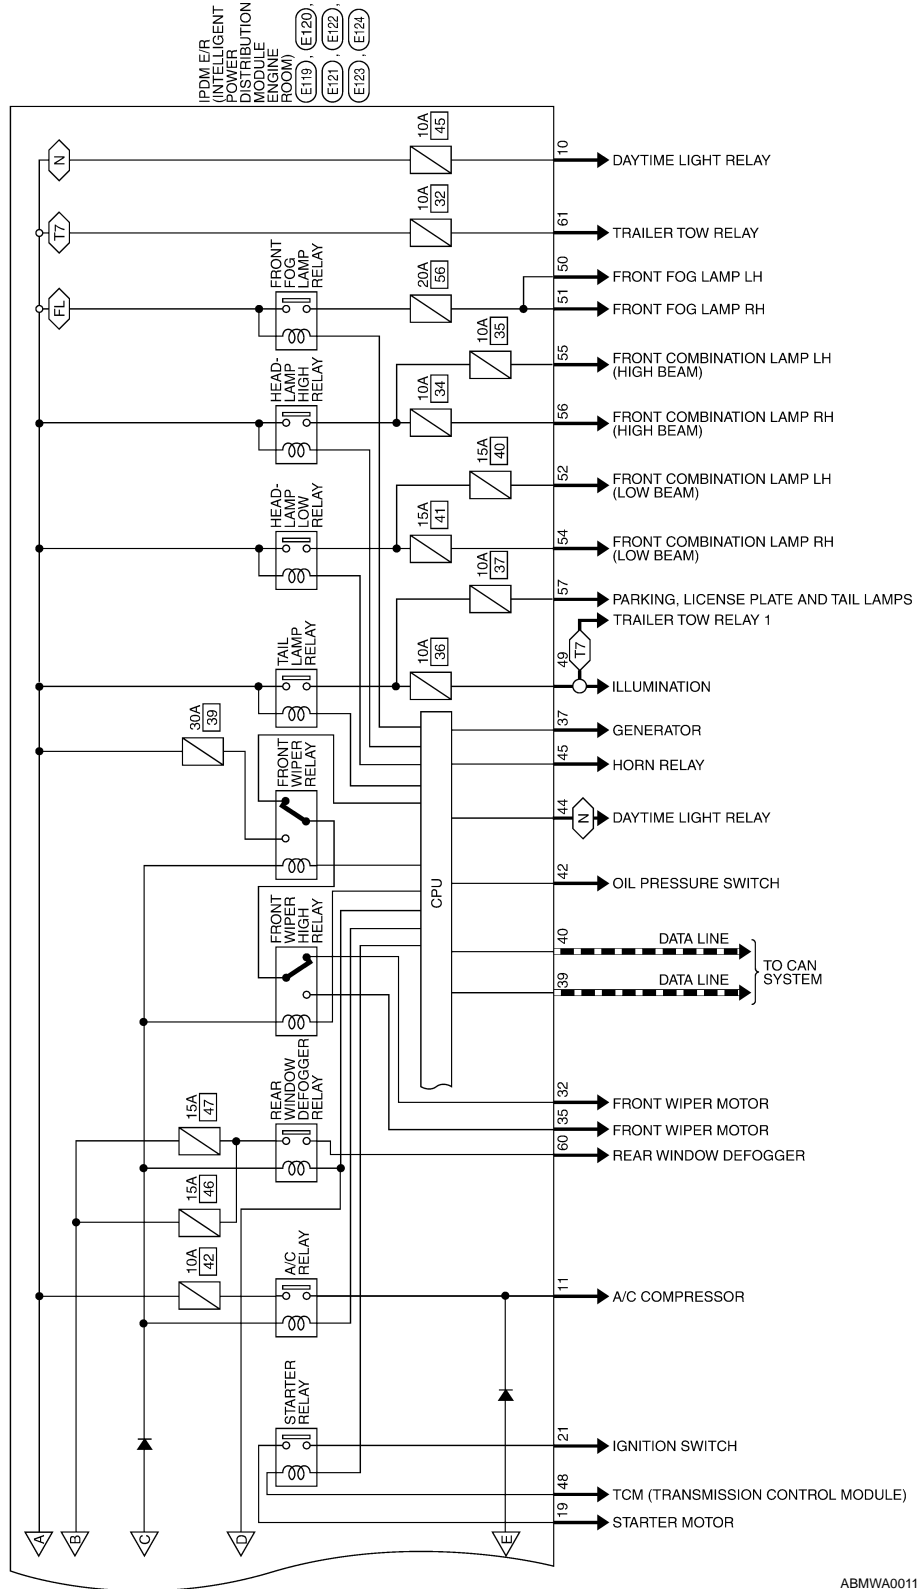 IPDM E/R
(INTELLIGENT
POWER
DISTRIBUTION
MODULE
ENGINE
ROOM)
E119 , E120 ,
E121 , E122 ,
E123 , E124
N
10A
45
10
DAYTIME LIGHT RELAY
T7
10A
32
61
TRAILER TOW RELAY
FL
FRONT
FOG
LAMP
RELAY
20A
56
50
FRONT FOG LAMP LH
51
FRONT FOG LAMP RH
HEAD-
LAMP
HIGH
RELAY
10A
35
55
FRONT COMBINATION LAMP LH
(HIGH BEAM)
10A
34
56
FRONT COMBINATION LAMP RH
(HIGH BEAM)
HEAD-
LAMP
LOW
RELAY
15A
40
52
FRONT COMBINATION LAMP LH
(LOW BEAM)
15A
41
54
FRONT COMBINATION LAMP RH
(LOW BEAM)
TAIL
LAMP
RELAY
10A
37
57
PARKING, LICENSE PLATE AND TAIL LAMPS
TRAILER TOW RELAY 1
T7
10A
36
49
ILLUMINATION
30A
39
FRONT
WIPER
RELAY
CPU
37
GENERATOR
45
HORN RELAY
44
N
DAYTIME LIGHT RELAY
42
OIL PRESSURE SWITCH
FRONT
WIPER
HIGH
RELAY
40
DATA LINE
39
DATA LINE
TO CAN
SYSTEM
REAR
WINDOW
DEFOGGER
RELAY
15A
47
32
FRONT WIPER MOTOR
35
FRONT WIPER MOTOR
60
REAR WINDOW DEFOGGER
15A
46
10A
42
A/C
RELAY
11
A/C COMPRESSOR
STARTER
RELAY
21
IGNITION SWITCH
48
TCM (TRANSMISSION CONTROL MODULE)
19
STARTER MOTOR
A
B
C
D
E
ABMWA0011